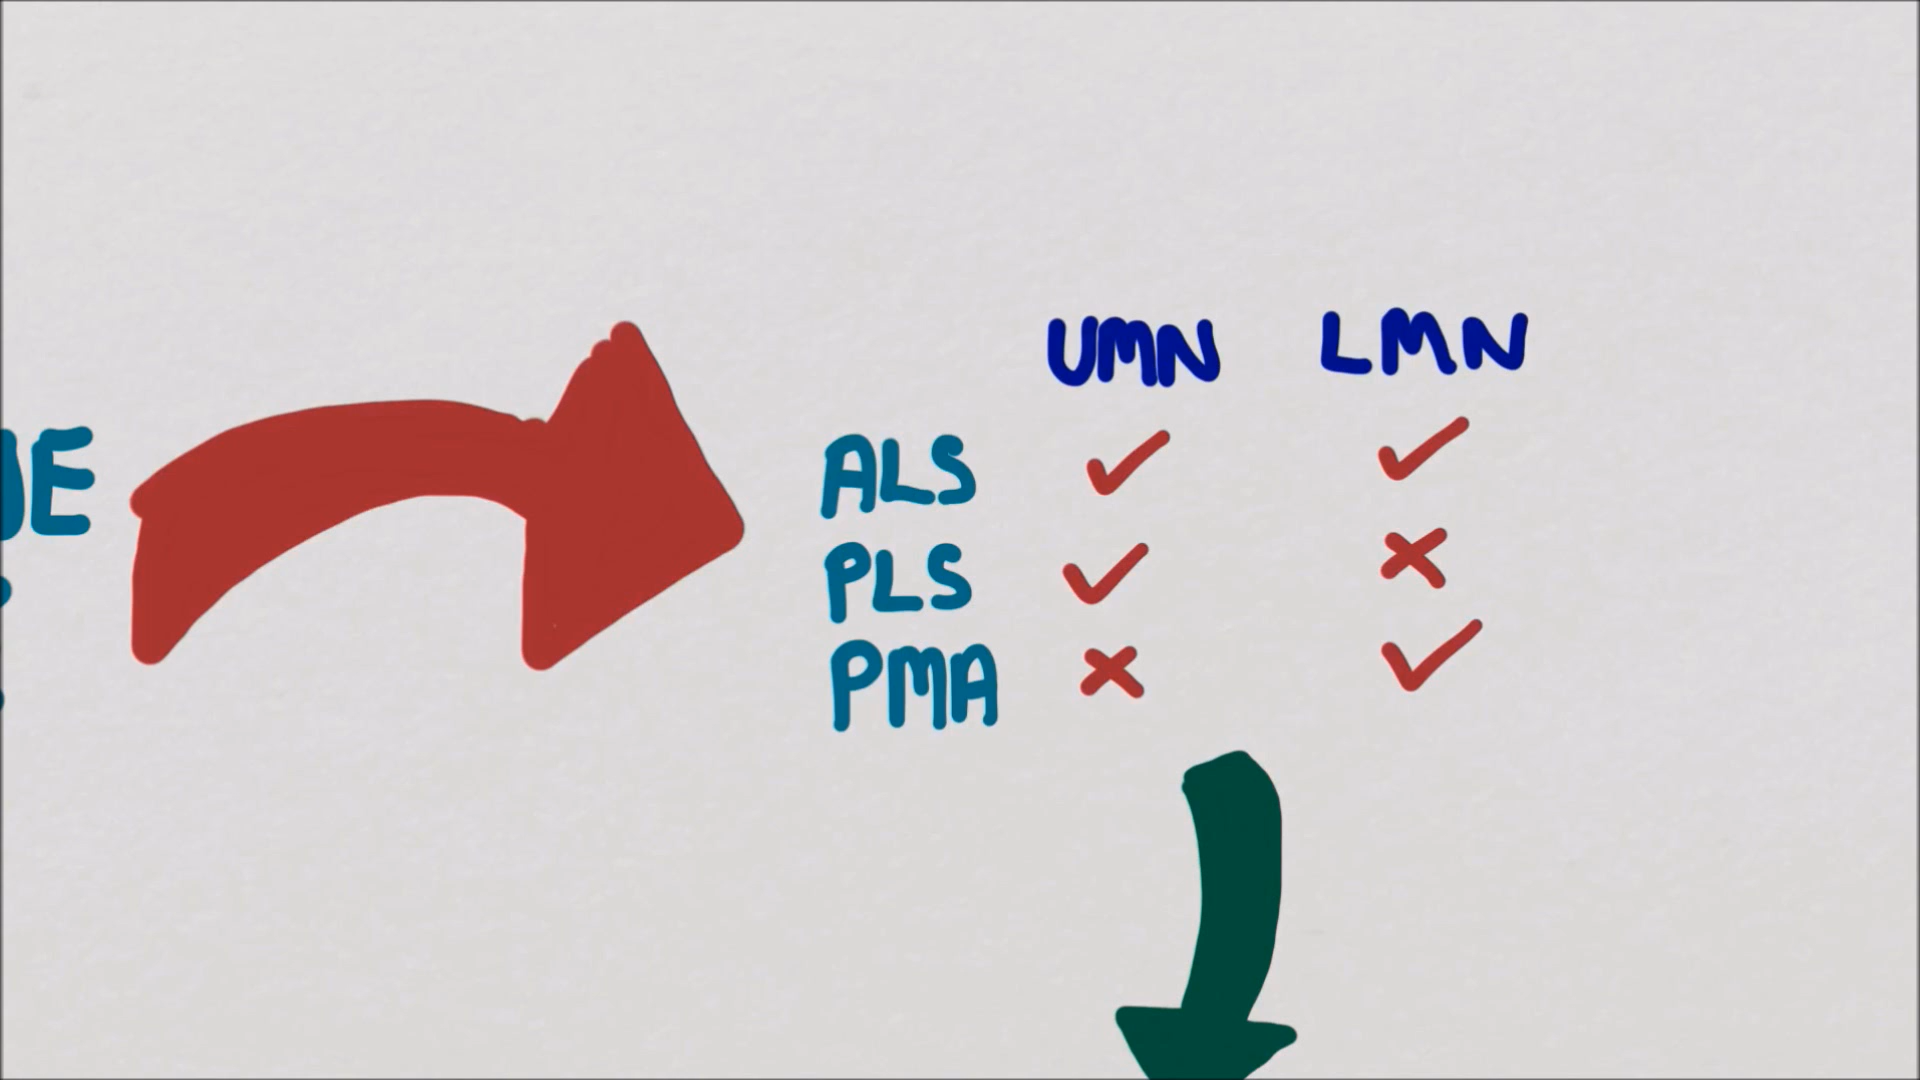 UMN LMN
ALS ✓ ✓
PLS ✓ ✗
PMA ✗ ✓